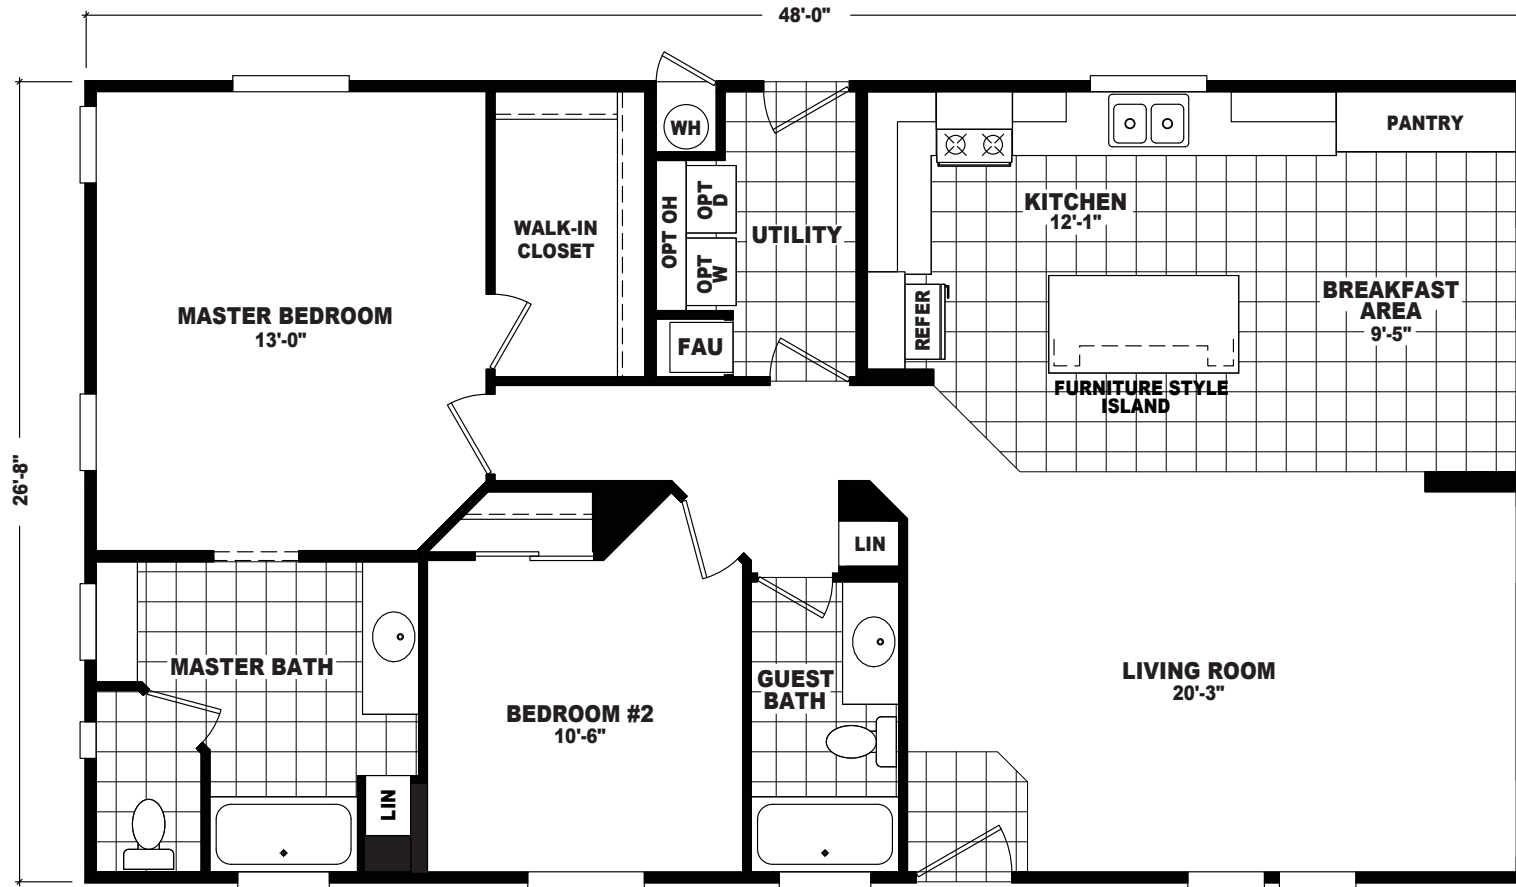 48'-0"
26'-8"
WH
PANTRY
OPT OH
OPT
D
OPT
W
UTILITY
KITCHEN
12'-1"
WALK-IN
CLOSET
MASTER BEDROOM
13'-0"
FAU
REFER
BREAKFAST
AREA
9'-5"
FURNITURE STYLE
ISLAND
LIN
MASTER BATH
GUEST
BATH
LIVING ROOM
20'-3"
BEDROOM #2
10'-6"
LIN